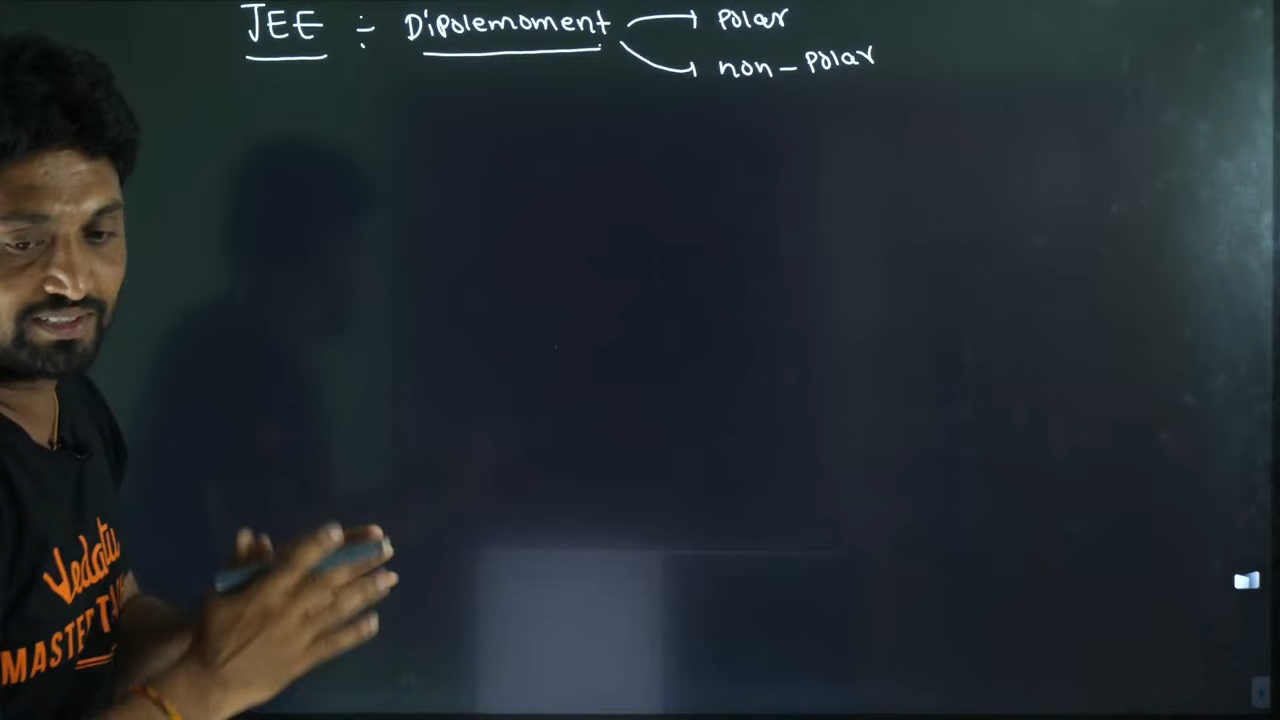 JEE ÷ Dipolemoment → polar
→ non-polar
Vedantu
MASTER T